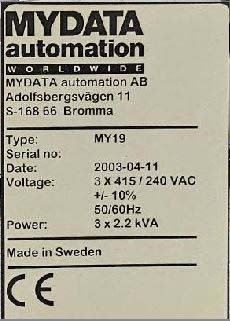 MYDATA
automation
WORLDWIDE
MYDATA automation AB
Adolfsbergsvägen 11
S-168 66 Bromma
Type: MY19
Serial no:
Date: 2003-04-11
Voltage: 3 X 415 / 240 VAC
+/- 10%
50/60Hz
Power: 3 x 2.2 kVA
Made in Sweden
CE